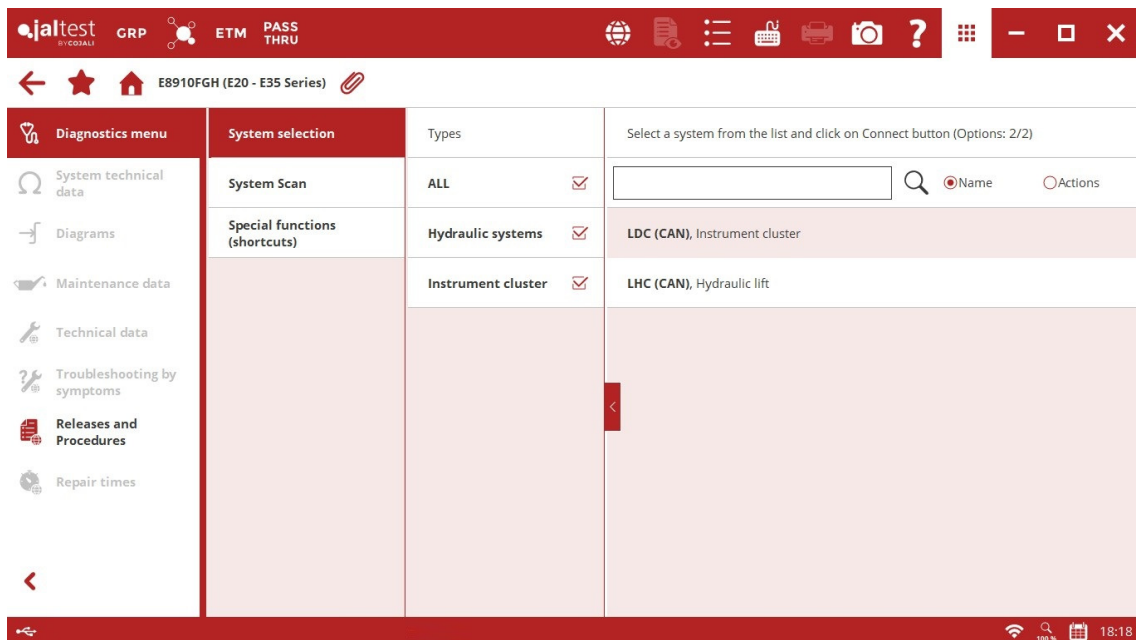 jaltest
BY COJALI
GRP
ETM
PASS
THRU
?
E8910FGH (E20 - E35 Series)
Diagnostics menu
System technical
data
Diagrams
Maintenance data
Technical data
Troubleshooting by
symptoms
Releases and
Procedures
Repair times
System selection
System Scan
Special functions
(shortcuts)
Types
ALL
Hydraulic systems
Instrument cluster
Select a system from the list and click on Connect button (Options: 2/2)
Name
Actions
LDC (CAN), Instrument cluster
LHC (CAN), Hydraulic lift
100 %
18:18